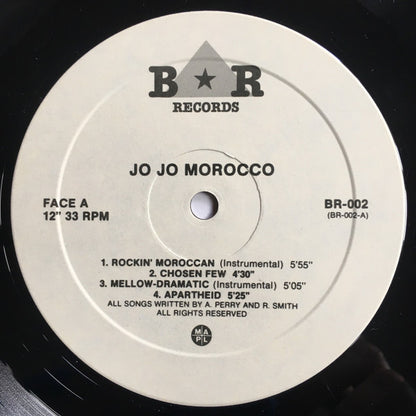 B★R
RECORDS
JO JO MOROCCO
FACE A
12" 33 RPM
BR-002
(BR-002-A)
1. ROCKIN' MOROCCAN (Instrumental) 5'55"
2. CHOSEN FEW 4'30"
3. MELLOW-DRAMATIC (Instrumental) 5'05"
4. APARTHEID 5'25"
ALL SONGS WRITTEN BY A. PERRY AND R. SMITH
ALL RIGHTS RESERVED
M A
P L